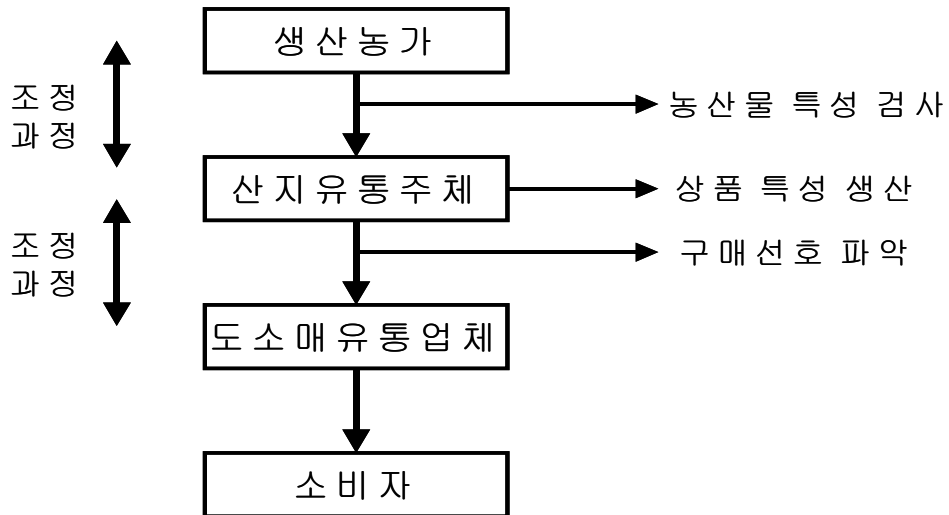 생산농가
조정
과정
농산물 특성 검사
산지유통주체
상품 특성 생산
조정
과정
구매선호 파악
도소매유통업체
소비자